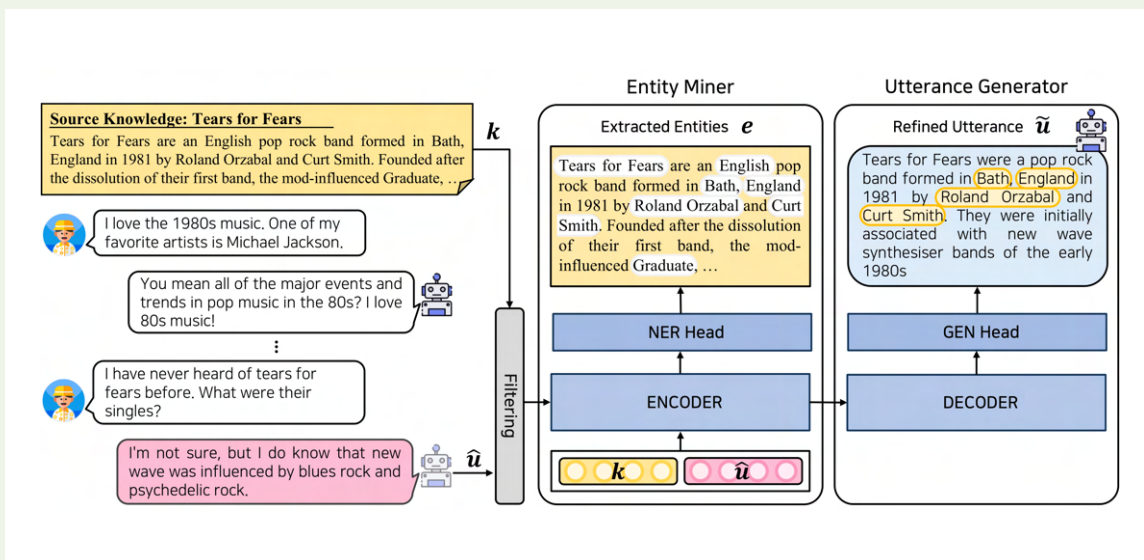 Source Knowledge: Tears for Fears
Tears for Fears are an English pop rock band formed in Bath,
England in 1981 by Roland Orzabal and Curt Smith. Founded after
the dissolution of their first band, the mod-influenced Graduate, …
k
I love the 1980s music. One of my
favorite artists is Michael Jackson.
You mean all of the major events and
trends in pop music in the 80s? I love
80s music!
⋮
I have never heard of tears for
fears before. What were their
singles?
I'm not sure, but I do know that new
wave was influenced by blues rock and
psychedelic rock.
û
Filtering
Entity Miner
Extracted Entities e
Tears for Fears are an English pop
rock band formed in Bath, England
in 1981 by Roland Orzabal and Curt
Smith. Founded after the dissolution
of their first band, the mod-
influenced Graduate, …
NER Head
ENCODER
k
û
Utterance Generator
Refined Utterance ũ
Tears for Fears were a pop rock
band formed in Bath, England in
1981 by Roland Orzabal and
Curt Smith. They were initially
associated with new wave
synthesiser bands of the early
1980s
GEN Head
DECODER